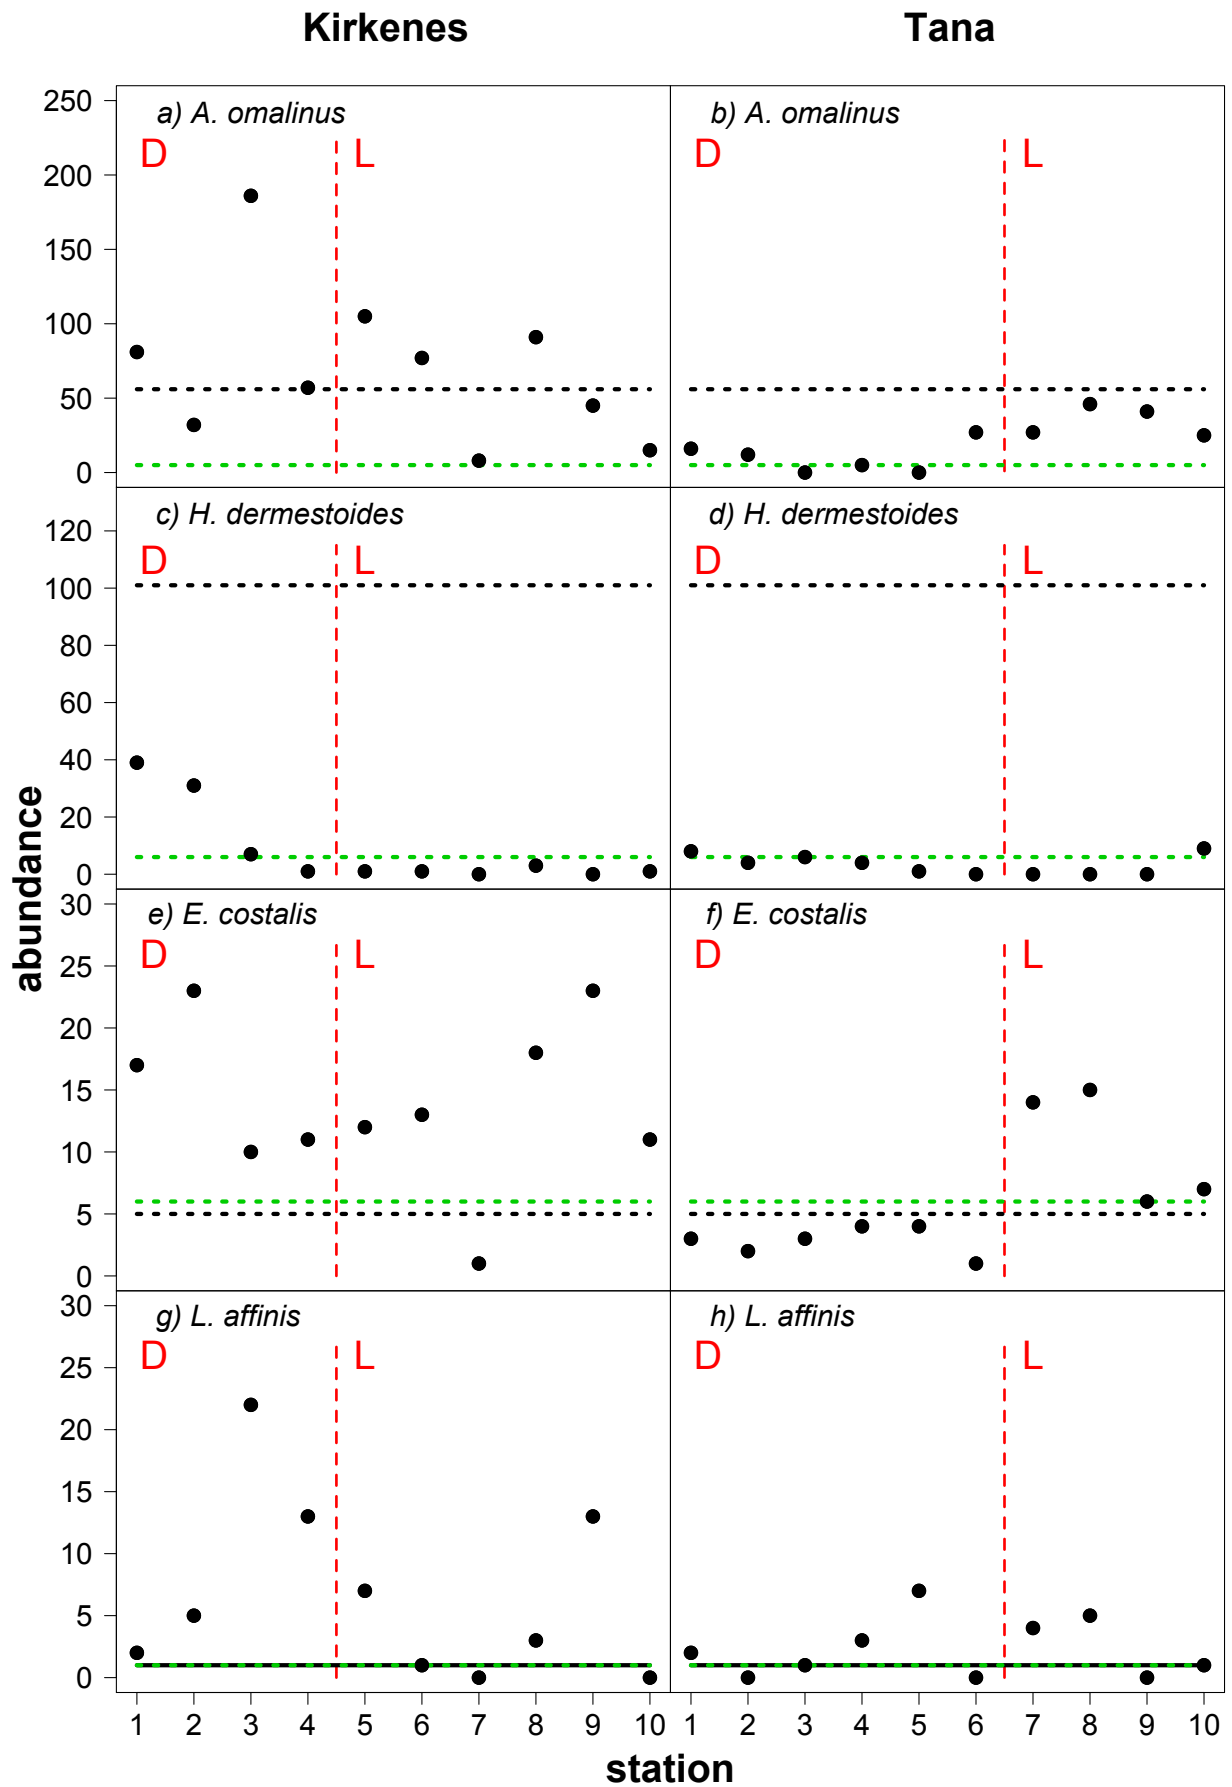 Kirkenes
Tana
a) A. omalinus
b) A. omalinus
D
L
D
L
250
200
150
100
50
0
c) H. dermestoides
d) H. dermestoides
D
L
D
L
120
100
80
60
40
20
0
e) E. costalis
f) E. costalis
D
L
D
L
30
25
20
15
10
5
0
g) L. affinis
h) L. affinis
D
L
D
L
30
25
20
15
10
5
0
abundance
1 2 3 4 5 6 7 8 9 10
1 2 3 4 5 6 7 8 9 10
station